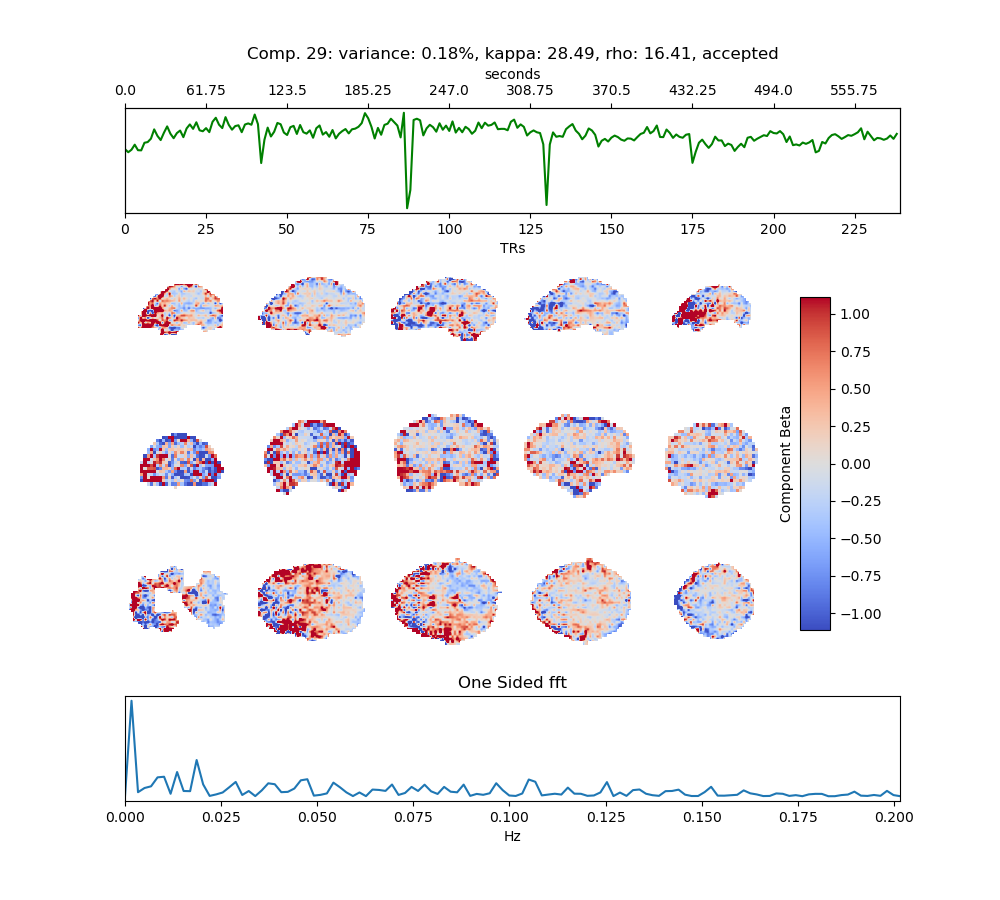 Comp. 29: variance: 0.18%, kappa: 28.49, rho: 16.41, accepted
seconds
0.0 61.75 123.5 185.25 247.0 308.75 370.5 432.25 494.0 555.75
0 25 50 75 100 125 150 175 200 225
TRs
1.00
0.75
0.50
0.25
0.00
−0.25
−0.50
−0.75
−1.00
Component Beta
One Sided fft
0.000 0.025 0.050 0.075 0.100 0.125 0.150 0.175 0.200
Hz